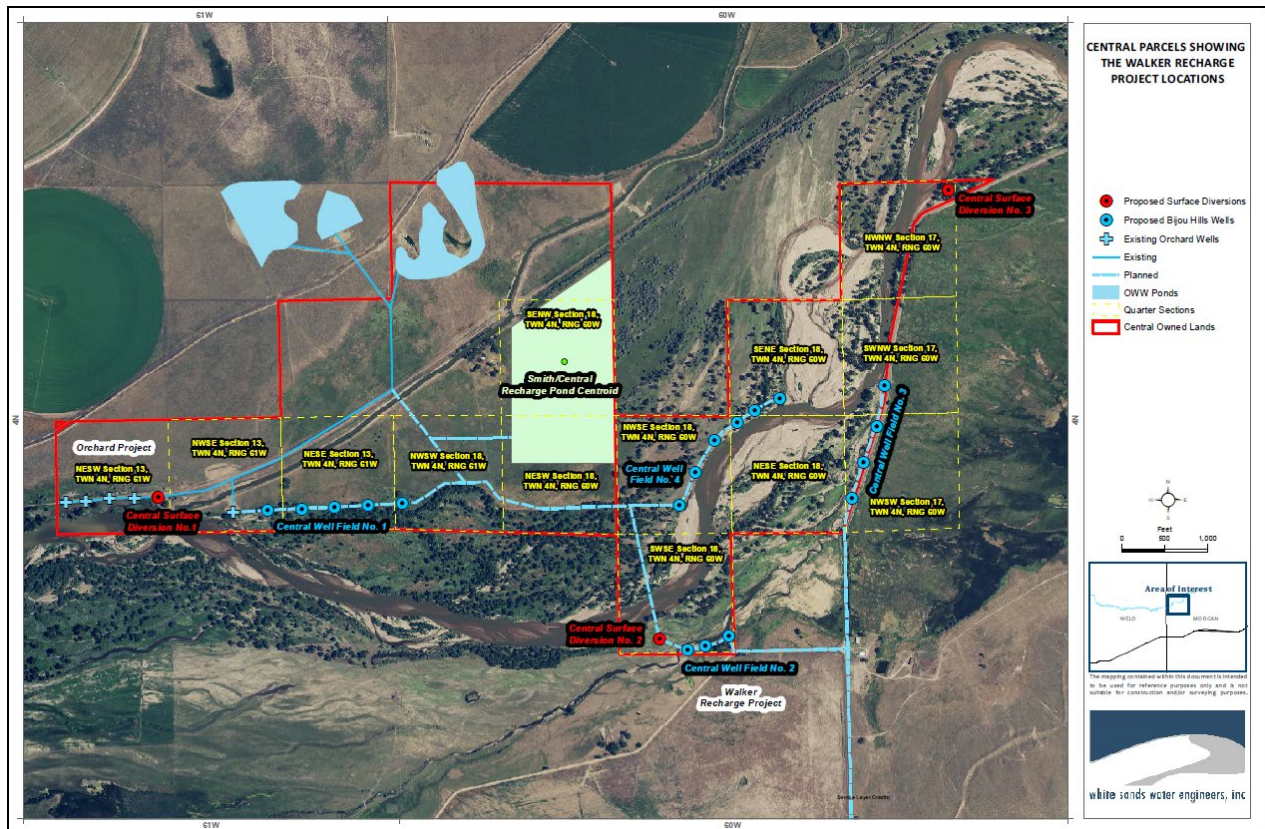 61W
60W
CENTRAL PARCELS SHOWING
THE WALKER RECHARGE
PROJECT LOCATIONS
Central Surface
Diversion No. 3
Proposed Surface Diversions
Proposed Bijou Hills Wells
Existing Orchard Wells
Existing
Planned
OWW Ponds
Quarter Sections
Central Owned Lands
NWNW Section 17,
TWN 4N, RNG 60W
SENW Section 18,
TWN 4N, RNG 60W
SENE Section 18,
TWN 4N, RNG 60W
SWNW Section 17,
TWN 4N, RNG 60W
Smith/Central
Recharge Pond Centroid
4N
4N
Orchard Project
NESW Section 13,
TWN 4N, RNG 61W
NWSE Section 13,
TWN 4N, RNG 61W
NESE Section 13,
TWN 4N, RNG 61W
NWSW Section 18,
TWN 4N, RNG 61W
NESW Section 18,
TWN 4N, RNG 60W
NWSE Section 18,
TWN 4N, RNG 60W
NESE Section 18,
TWN 4N, RNG 60W
Central Well Field No. 3
NWSW Section 17,
TWN 4N, RNG 60W
Central Well
Field No. 4
Central Surface
Diversion No.1
Central Well Field No. 1
SWSE Section 18,
TWN 4N, RNG 60W
Central Surface
Diversion No. 2
Central Well Field No. 2
Walker
Recharge Project
N
W
E
S
Feet
0 500 1,000
Area of Interest
WELD
MORGAN
The mapping contained within this document is intended
to be used for reference purposes only and is not
suitable for construction and/or surveying purposes.
white sands water engineers, inc
Service Layer Credits:
61W
60W